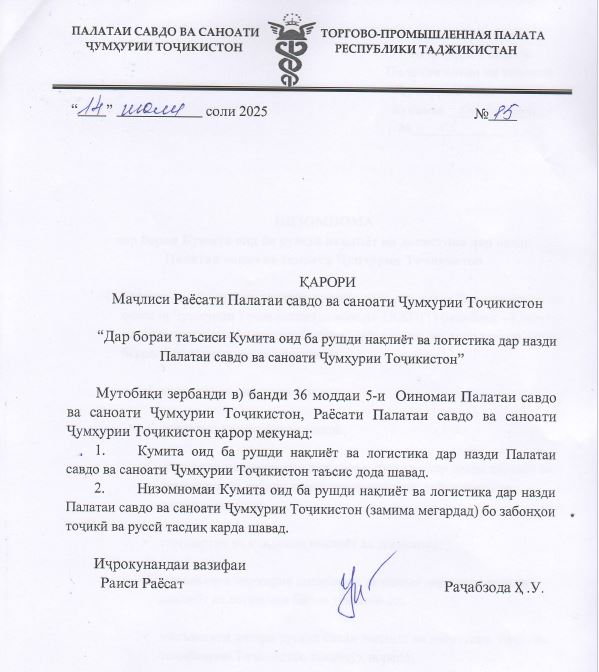 ПАЛАТАИ САВДО ВА САНОАТИ
ҶУМҲУРИИ ТОҶИКИСТОН
ТОРГОВО-ПРОМЫШЛЕННАЯ ПАЛАТА
РЕСПУБЛИКИ ТАДЖИКИСТАН
“14” июли соли 2025 № 85
ҚАРОРИ
Маҷлиси Раёсати Палатаи савдо ва саноати Ҷумҳурии Тоҷикистон
“Дар бораи таъсиси Кумита оид ба рушди нақлиёт ва логистика дар назди
Палатаи савдо ва саноати Ҷумҳурии Тоҷикистон”
Мутобиқи зербанди в) банди 36 моддаи 5-и Оиномаи Палатаи савдо
ва саноати Ҷумҳурии Тоҷикистон, Раёсати Палатаи савдо ва саноати
Ҷумҳурии Тоҷикистон қарор мекунад:
1. Кумита оид ба рушди нақлиёт ва логистика дар назди Палатаи
савдо ва саноати Ҷумҳурии Тоҷикистон таъсис дода шавад.
2. Низомномаи Кумита оид ба рушди нақлиёт ва логистика дар назди
Палатаи савдо ва саноати Ҷумҳурии Тоҷикистон (замима мегардад) бо забонҳои
тоҷикӣ ва руссӣ тасдиқ карда шавад.
Иҷрокунандаи вазифаи
Раиси Раёсат
Раҷабзода Ҳ .У.